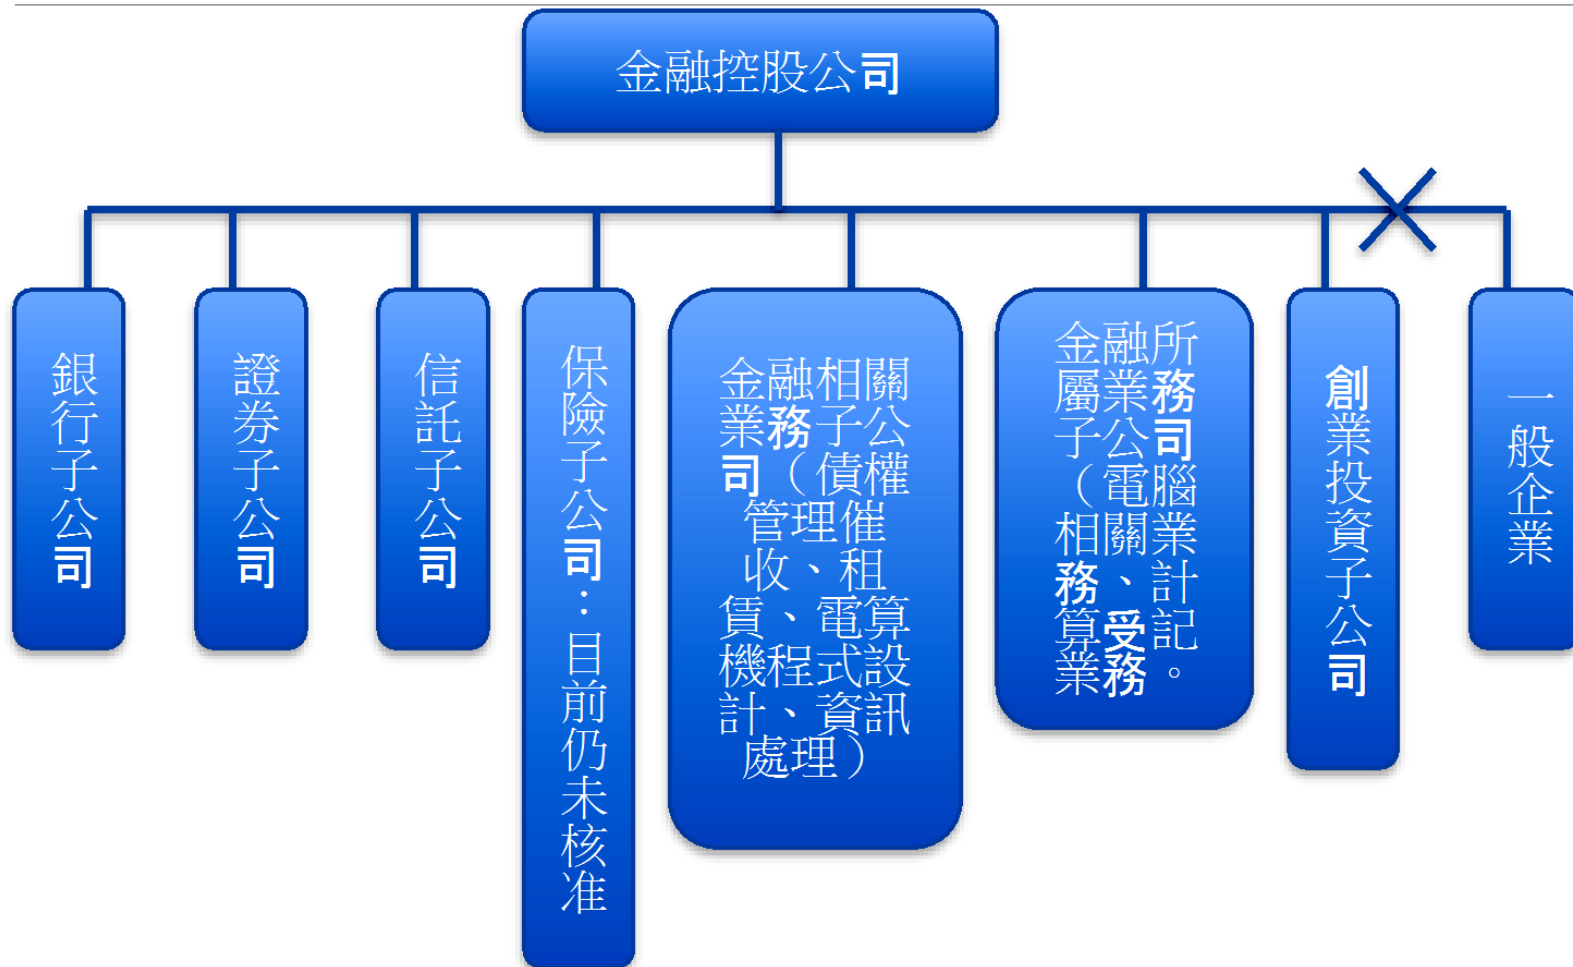 金融控股公司
銀行子公司
證券子公司
信託子公司
保險子公司：目前仍未核准
金融相關
業務子公
司（債權
管理催
收、租
賃、電算
機程式設
計、資訊
處理）
金融所
屬業務
子公司
（電腦
相關業
務、計
算受記
業務。
創業投資子公司
一般企業